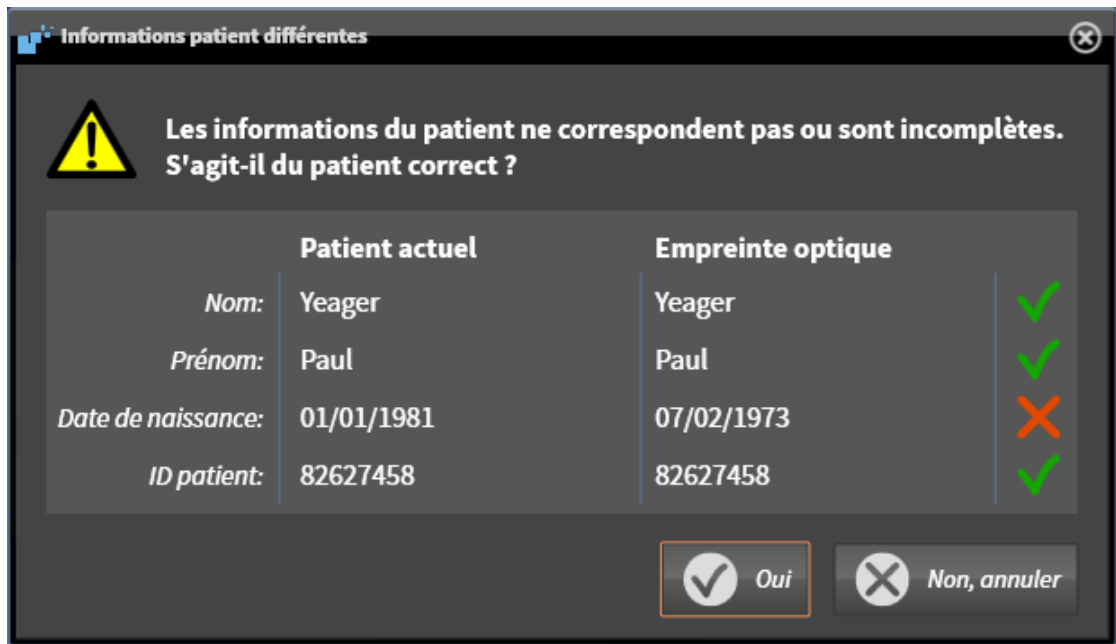 Informations patient différentes
Les informations du patient ne correspondent pas ou sont incomplètes.
S'agit-il du patient correct ?
Patient actuel Empreinte optique
Nom: Yeager Yeager
Prénom: Paul Paul
Date de naissance: 01/01/1981 07/02/1973
ID patient: 82627458 82627458
Oui Non, annuler